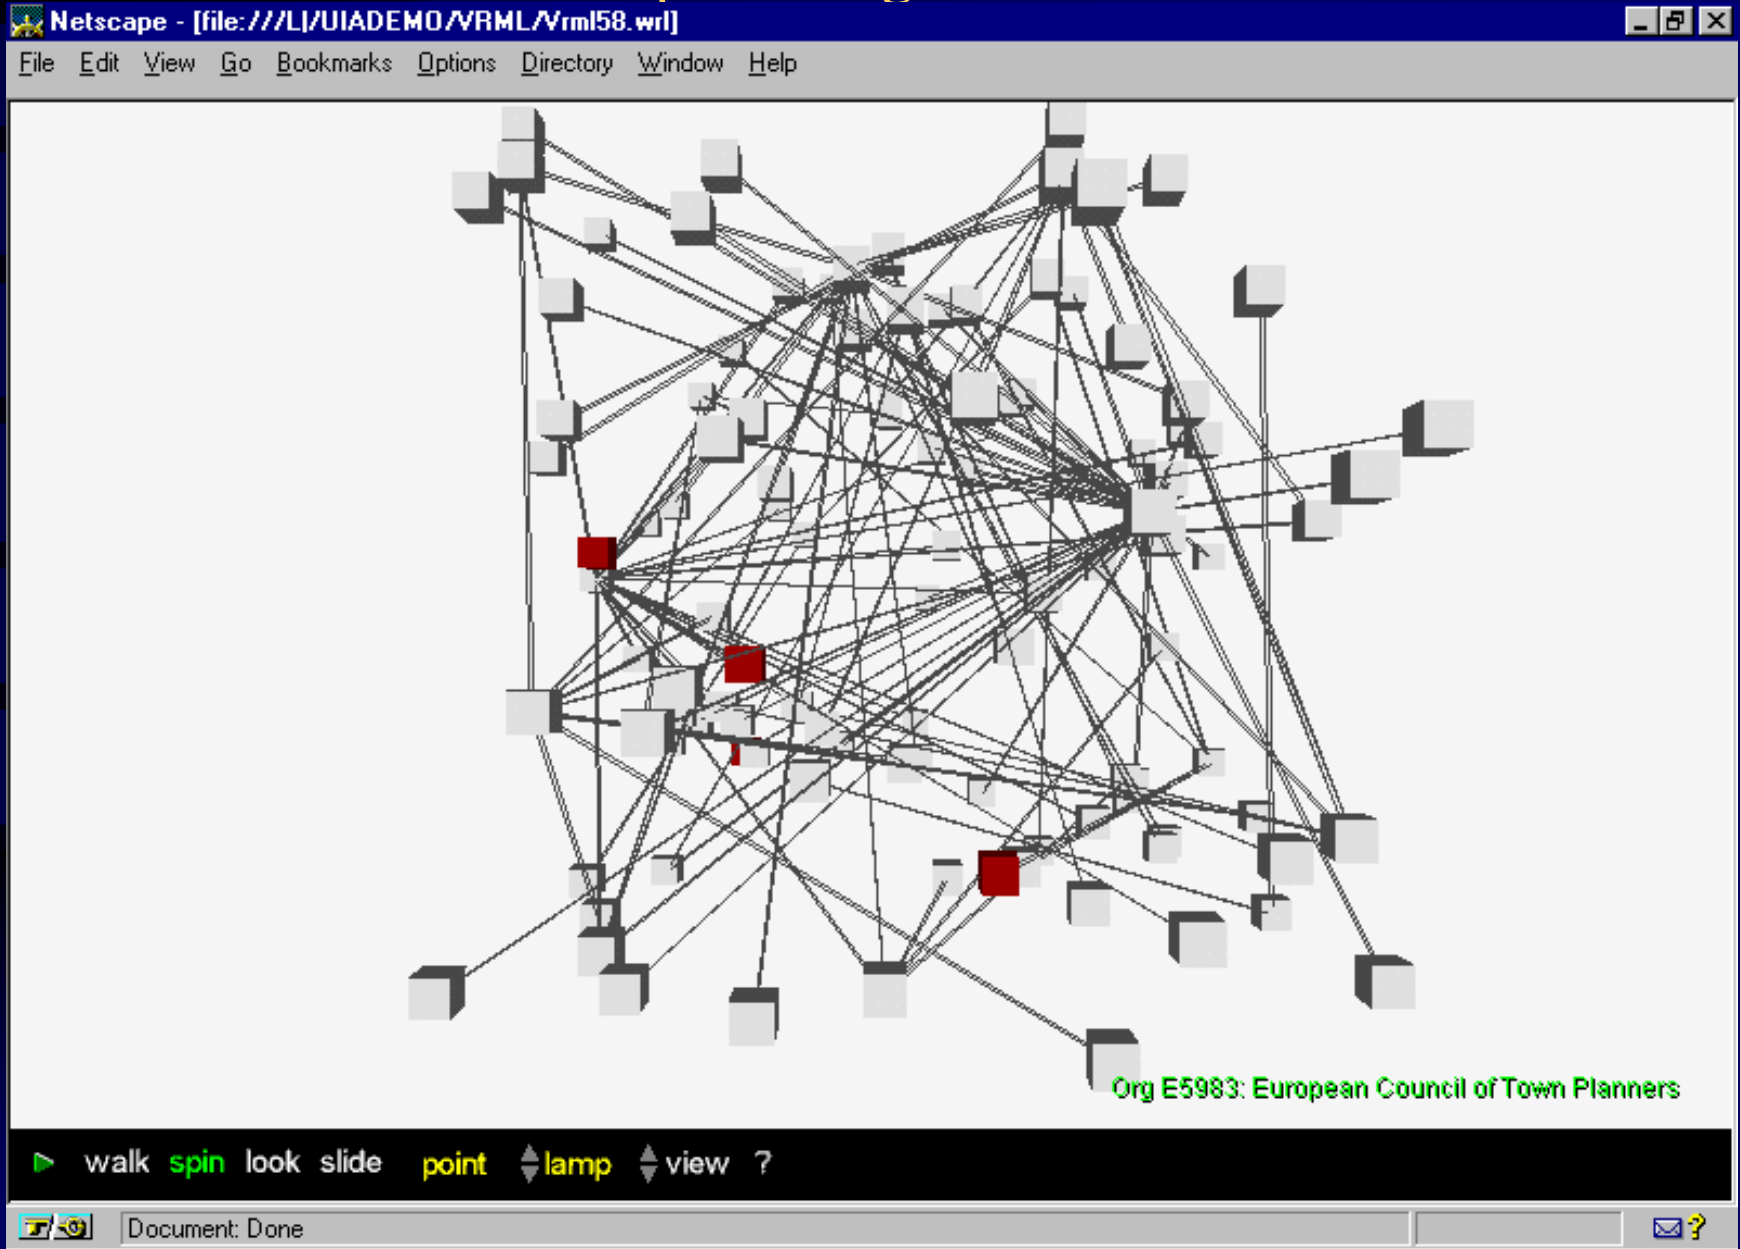 Netscape - [file:///L|/UIADEMO/VRML/Vrml58.wrl]
File Edit View Go Bookmarks Options Directory Window Help
Org E5983: European Council of Town Planners
walk spin look slide point lamp view ?
Document: Done